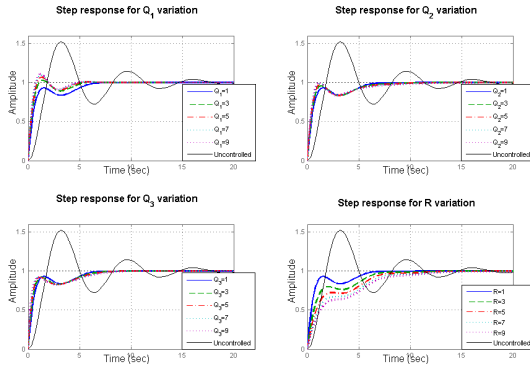 Step response for Q1 variation
1.5
1
0.5
0
Amplitude
0 5 10 15 20
Time (sec)
Q1=1
Q1=3
Q1=5
Q1=7
Q1=9
Uncontrolled
Step response for Q2 variation
1.5
1
0.5
0
Amplitude
0 5 10 15 20
Time (sec)
Q2=1
Q2=3
Q2=5
Q2=7
Q2=9
Uncontrolled
Step response for Q3 variation
1.5
1
0.5
0
Amplitude
0 5 10 15 20
Time (sec)
Q3=1
Q3=3
Q3=5
Q3=7
Q3=9
Uncontrolled
Step response for R variation
1.5
1
0.5
0
Amplitude
0 5 10 15 20
Time (sec)
R=1
R=3
R=5
R=7
R=9
Uncontrolled